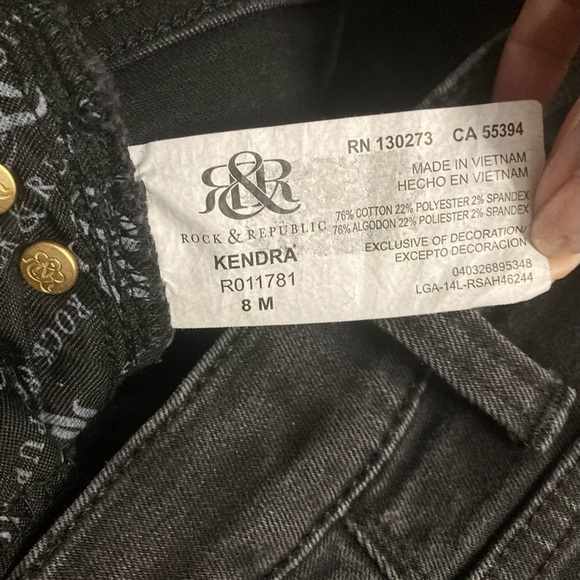 R&R
ROCK & REPUBLIC
KENDRA
R011781
8 M
RN 130273 CA 55394
MADE IN VIETNAM
HECHO EN VIETNAM
76% COTTON 22% POLYESTER 2% SPANDEX
76% ALGODON 22% POLIESTER 2% SPANDEX
EXCLUSIVE OF DECORATION/
EXCEPTO DECORACION
040326895348
LGA-14L-RSAH46244
ROCK